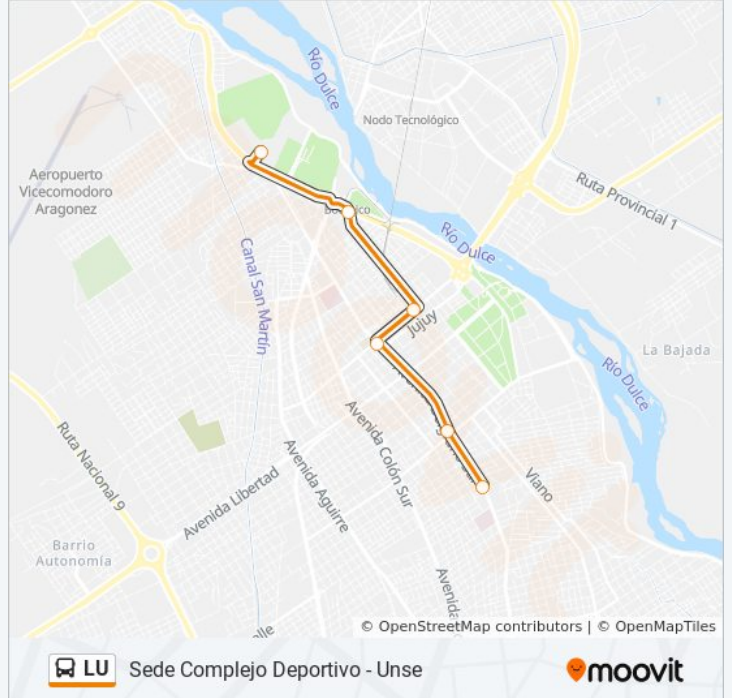 Río Dulce
Nodo Tecnológico
Aeropuerto
Vicecomodoro
Aragonez
Ruta Provincial 1
Río Dulce
Canal San Martín
Jujuy
La Bajada
Río Dulce
Avenida Colón Sur
Ruta Nacional 9
Avenida Aguirre
Viano
Avenida Libertad
Barrio
Autonomía
Avenida
© OpenStreetMap contributors | © OpenMapTiles
LU
Sede Complejo Deportivo - Unse
moovit